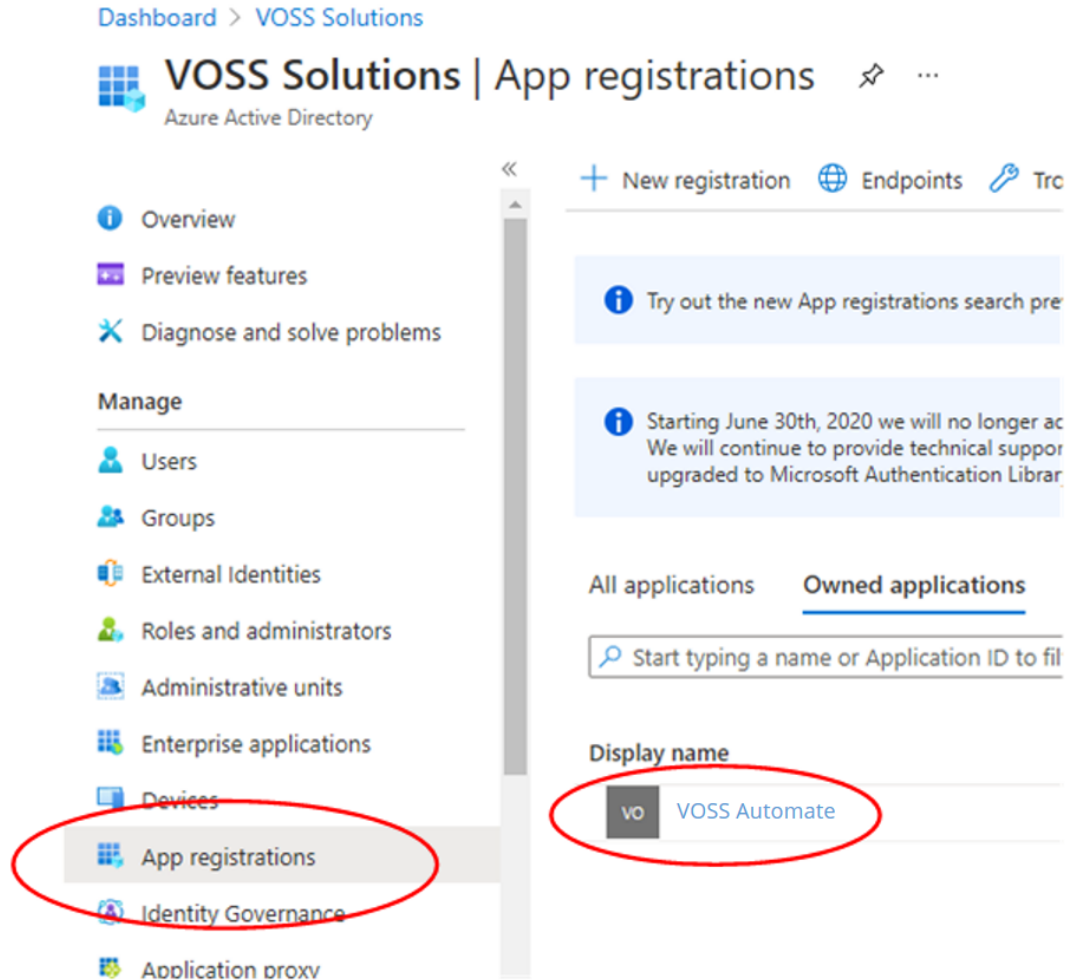 Dashboard > VOSS Solutions
VOSS Solutions | App registrations ...
Azure Active Directory
«
Overview
Preview features
Diagnose and solve problems
Manage
Users
Groups
External Identities
Roles and administrators
Administrative units
Enterprise applications
Devices
App registrations
Identity Governance
Application proxy
+ New registration Endpoints Tro
Try out the new App registrations search pre
Starting June 30th, 2020 we will no longer ad
We will continue to provide technical suppor
upgraded to Microsoft Authentication Librar
All applications Owned applications
Start typing a name or Application ID to fil
Display name
VO VOSS Automate